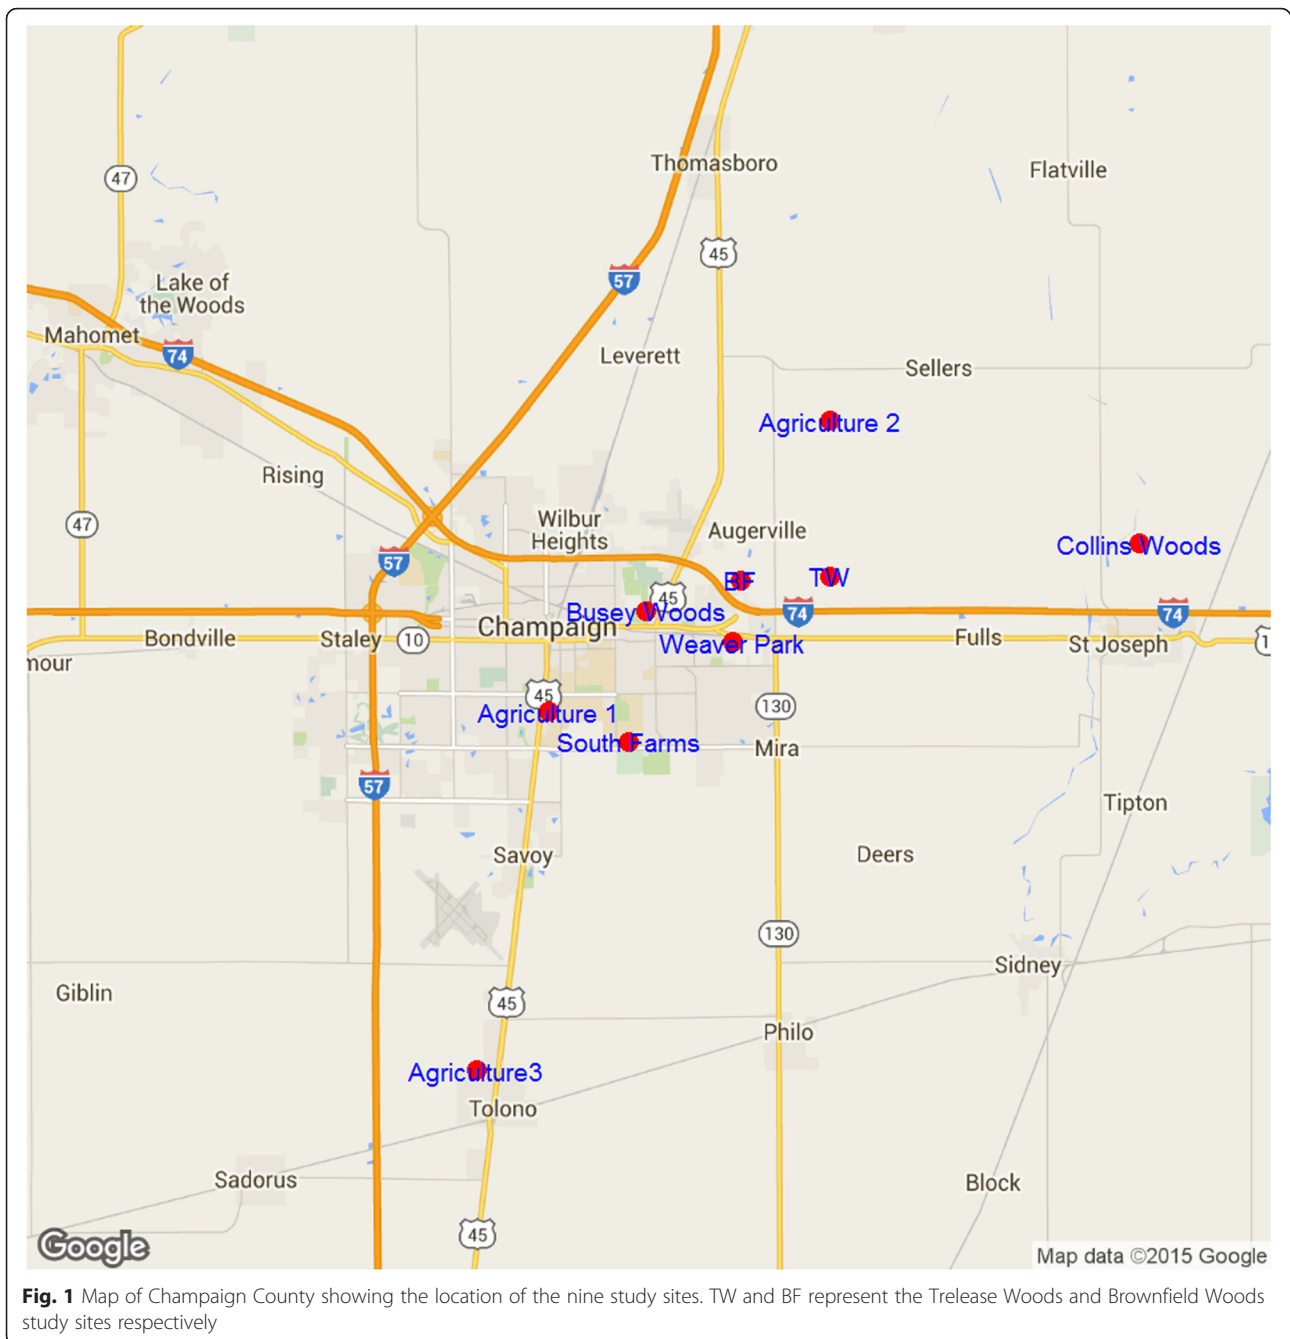 Thomasboro
Flatville
47
45
57
Lake of
the Woods
Mahomet
74
Leverett
Sellers
Agriculture 2
Rising
47
Wilbur
Heights
Augerville
Collins Woods
57
BF
TW
45
Busey Woods
74
74
Champaign
Bondville
Staley
10
Weaver Park
Fulls
St Joseph
1
mour
45
130
Agriculture 1
South Farms
Mira
57
Tipton
Savoy
Deers
130
Sidney
Giblin
45
Philo
Agriculture3
Tolono
Sadorus
Block
45
Google
Map data ©2015 Google
Fig. 1 Map of Champaign County showing the location of the nine study sites. TW and BF represent the Trelease Woods and Brownfield Woods
study sites respectively